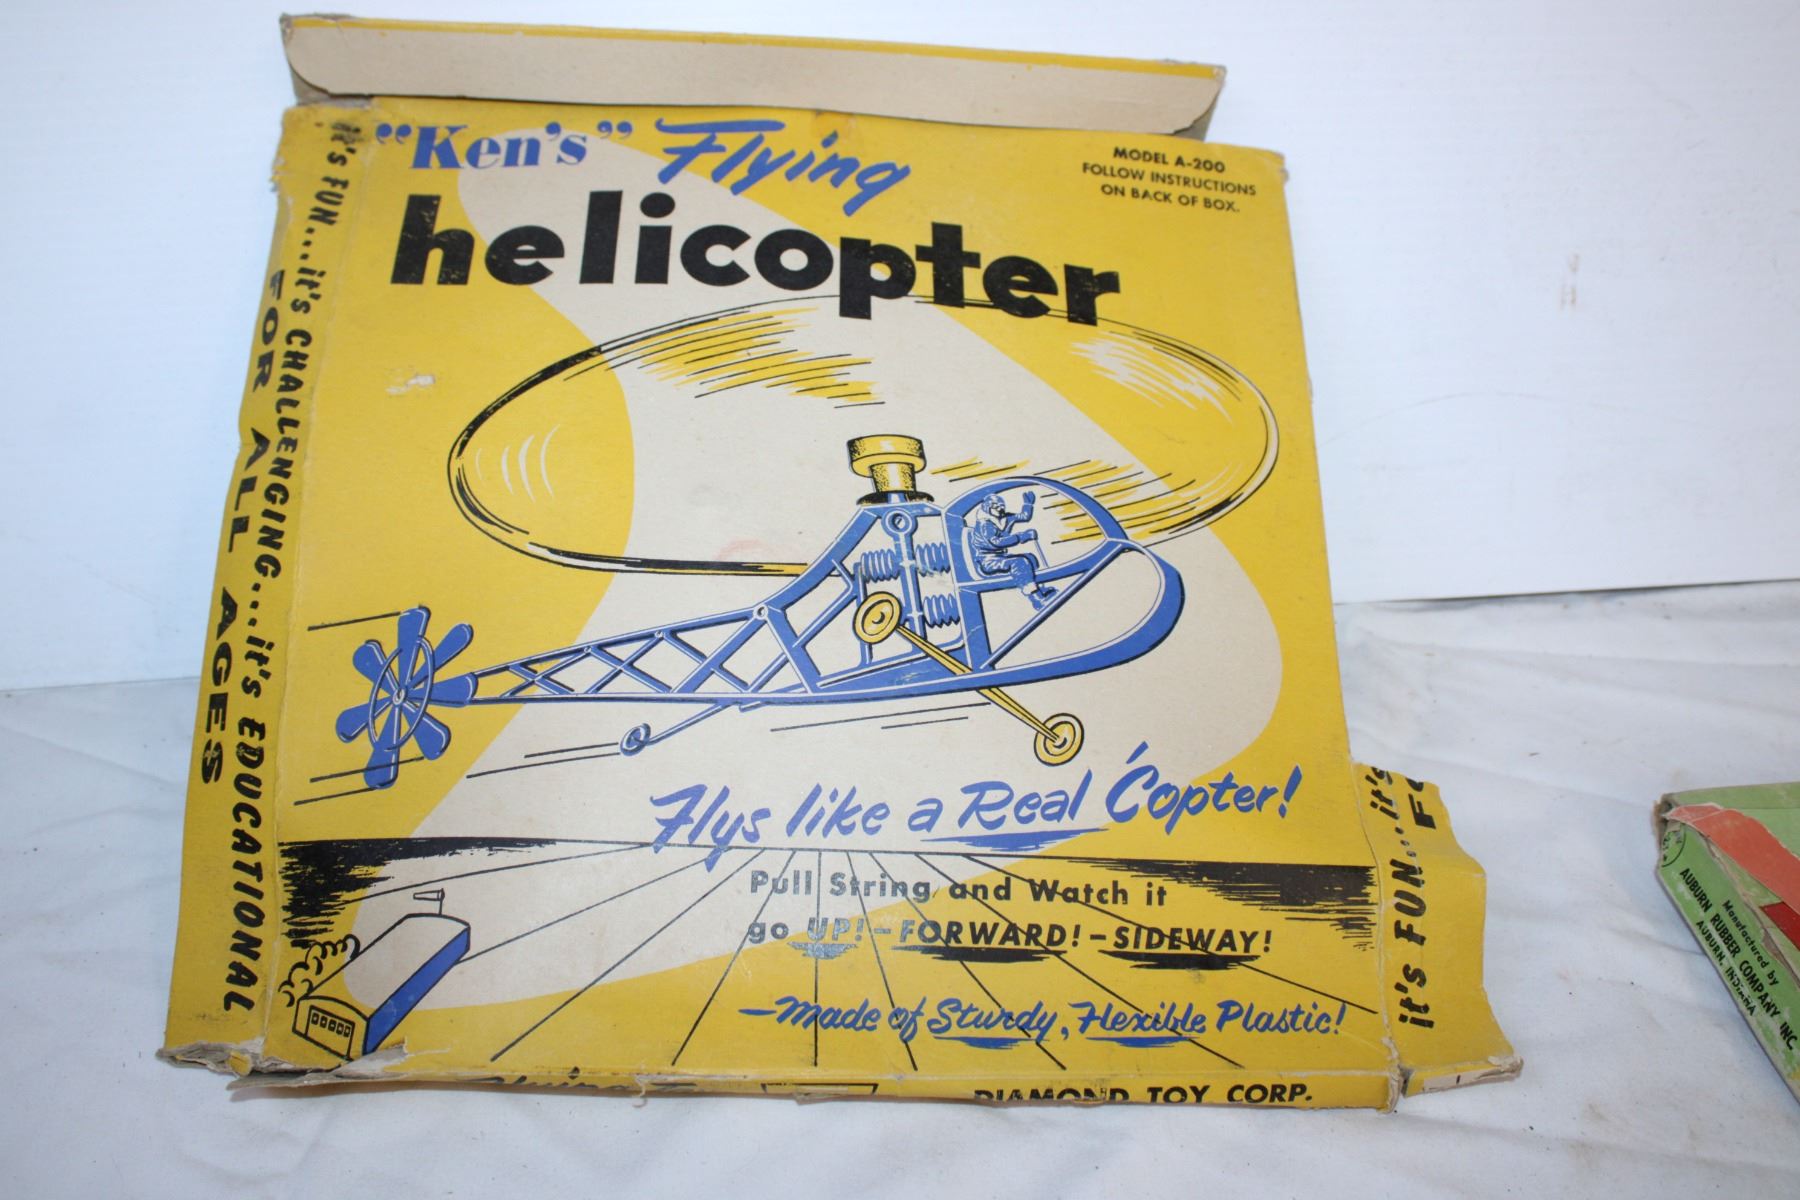 "Ken's" Flying
helicopter
MODEL A-200
FOLLOW INSTRUCTIONS
ON BACK OF BOX.
it's FUN...it's CHALLENGING...it's EDUCATIONAL
FOR ALL AGES
Flys like a Real 'Copter!
Pull String and Watch it
go UP!-FORWARD!-SIDEWAY!
-made of Sturdy, Flexible Plastic!
DIAMOND TOY CORP.
it's FUN...it's
Manufactured by
AUBURN RUBBER COMPANY INC.
AUBURN, INDIANA